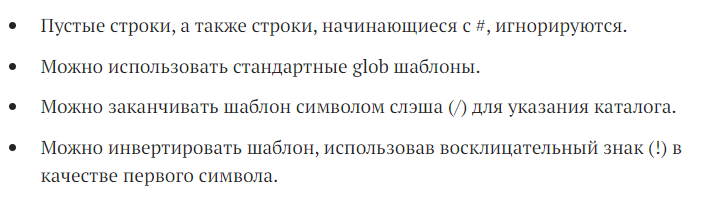 • Пустые строки, а также строки, начинающиеся с #, игнорируются.
• Можно использовать стандартные glob шаблоны.
• Можно заканчивать шаблон символом слэша (/) для указания каталога.
• Можно инвертировать шаблон, использовав восклицательный знак (!) в
качестве первого символа.